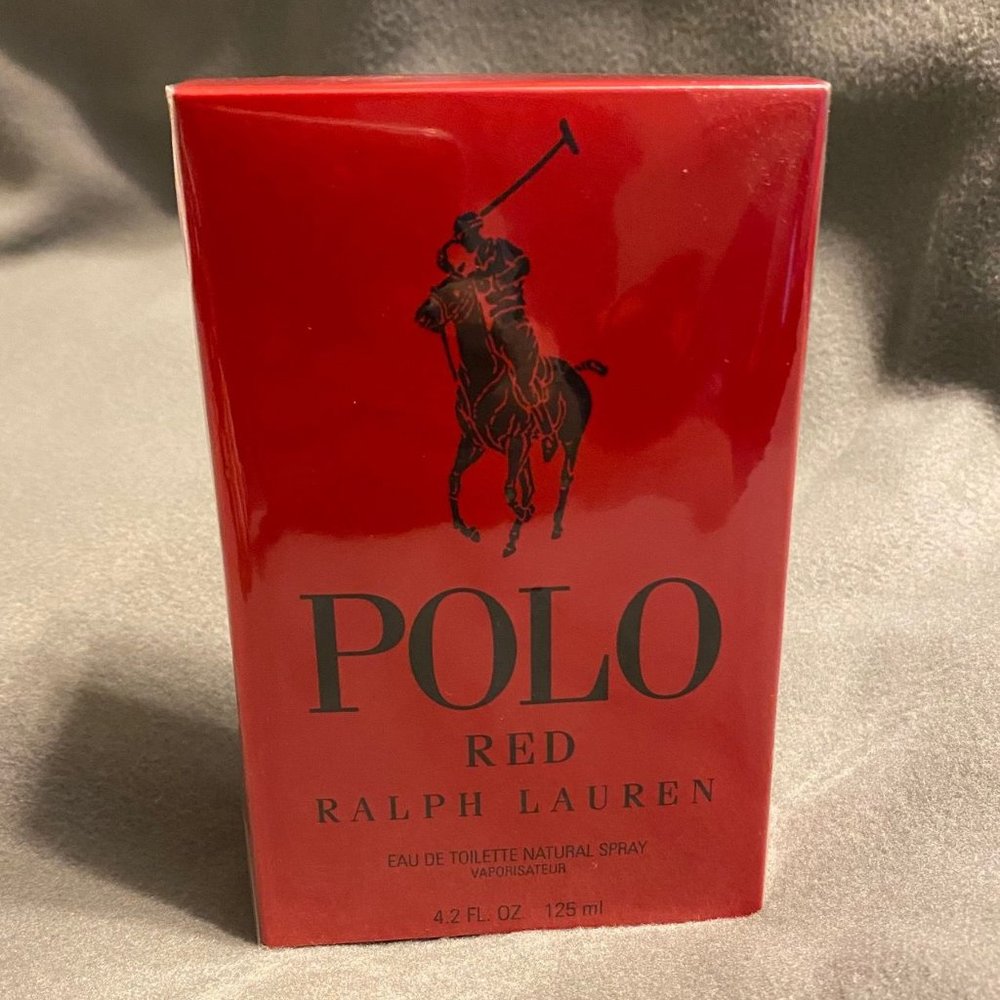 POLO
RED
RALPH LAUREN
EAU DE TOILETTE NATURAL SPRAY
VAPORISATEUR
4.2 FL. OZ. 125 ml